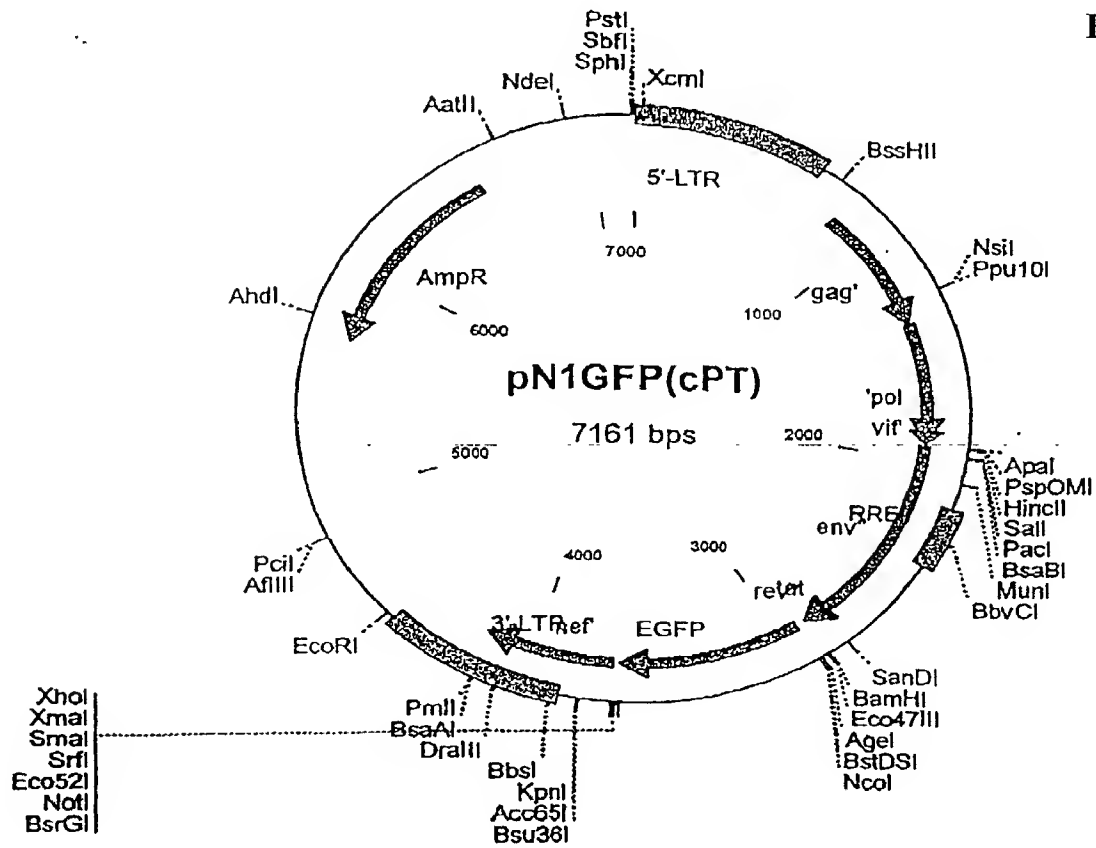 PstI
SbfI
SphI
XcmI
NdeI
AatII
BssHII
5'-LTR
NsiI
Ppu10I
7000
AmpR
gag'
AhdI
1000
6000
pN1GFP(cPT)
'pol
vif'
7161 bps
2000
5000
ApaI
PspOMI
HincII
SalI
PacI
BsaBI
MunI
BbvCI
RRE
env"
4000
3000
PciI
AflIII
3'-LTR
nef'
EGFP
EcoRI
SanDI
BamHI
Eco47III
AgeI
BstDSI
NcoI
XhoI
XmaI
SmaI
SrfI
Eco52I
NotI
BsrGI
PmlI
BsaAI
DraIII
BbsI
KpnI
Acc65I
Bsu36I